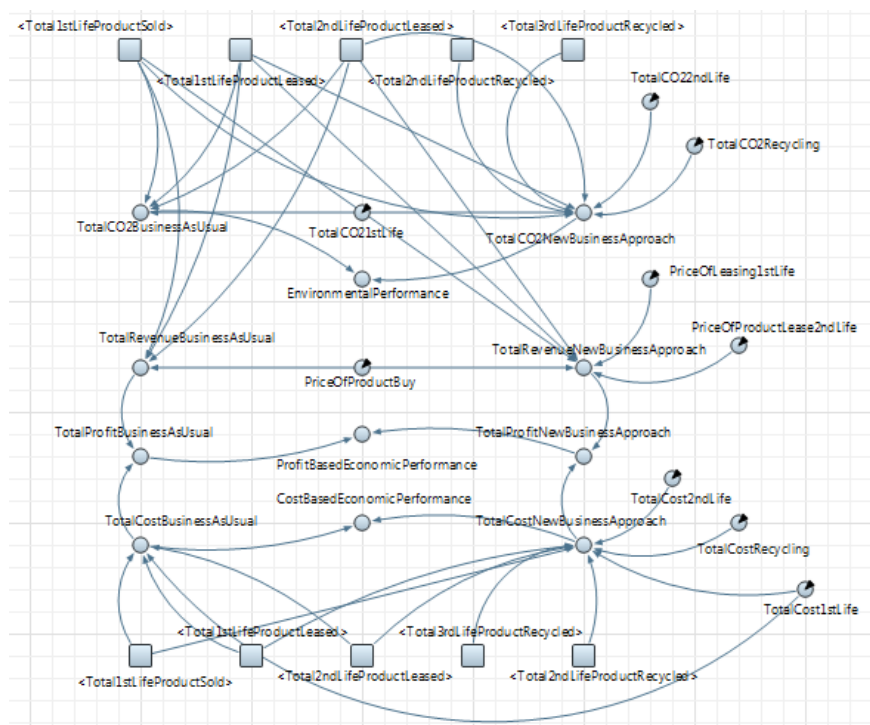 <Total1stLifeProductSold>
<Total2ndLifeProductLeased>
<Total3rdLifeProductRecycled>
<Total1stLifeProductLeased>
<Total2ndLifeProductRecycled>
TotalCO22ndLife
TotalCO2Recycling
TotalCO2BusinessAsUsual
TotalCO21stLife
TotalCO2NewBusinessApproach
PriceOfLeasing1stLife
EnvironmentalPerformance
PriceOfProductLease2ndLife
TotalRevenueBusinessAsUsual
TotalRevenueNewBusinessApproach
PriceOfProductBuy
TotalProfitBusinessAsUsual
TotalProfitNewBusinessApproach
ProfitBasedEconomicPerformance
CostBasedEconomicPerformance
TotalCost2ndLife
TotalCostBusinessAsUsual
TotalCostNewBusinessApproach
TotalCostRecycling
TotalCost1stLife
<Total1stLifeProductLeased>
<Total3rdLifeProductRecycled>
<Total1stLifeProductSold>
<Total2ndLifeProductLeased>
<Total2ndLifeProductRecycled>